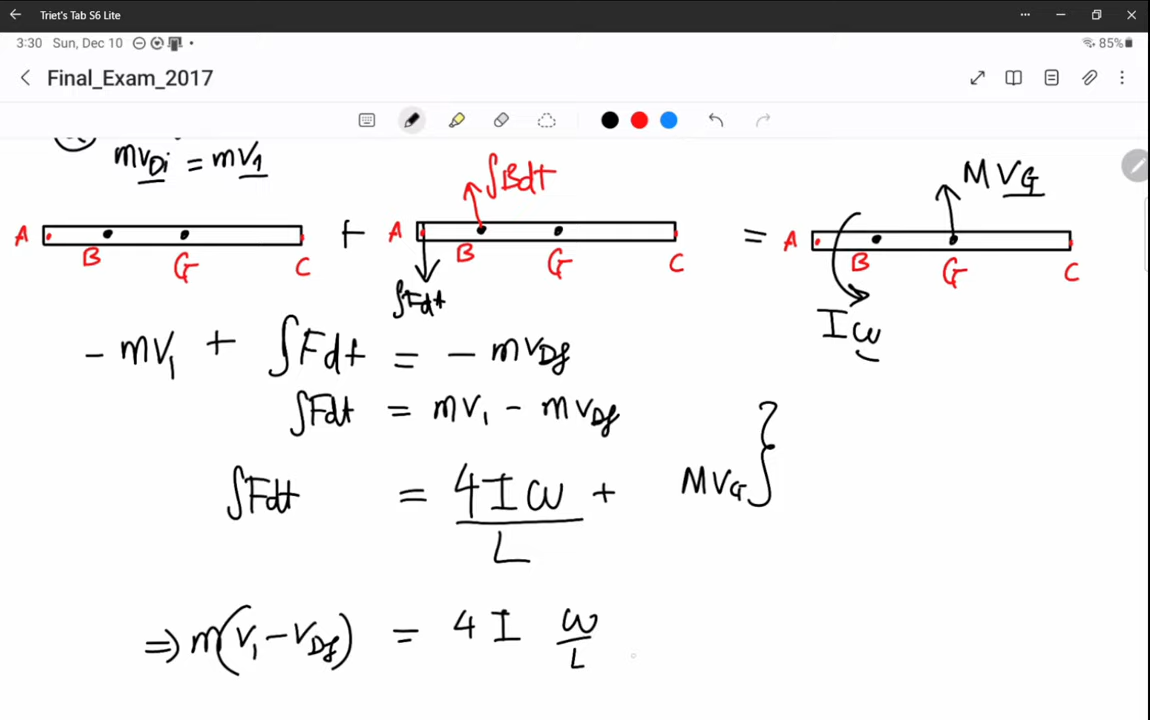 Triet's Tab S6 Lite
3:30 Sun, Dec 10 85%
Final_Exam_2017
mV_Di = mV_1
∫Bdt
MV_G
A B G C + A B G C = A B G C
∫Fdt
Iω
- mV_1 + ∫Fdt = - mV_Df
∫Fdt = mV_1 - mV_Df
∫Fdt = 4Iω/L + MV_G }
⇒ m(V_1 - V_Df) = 4 I ω/L